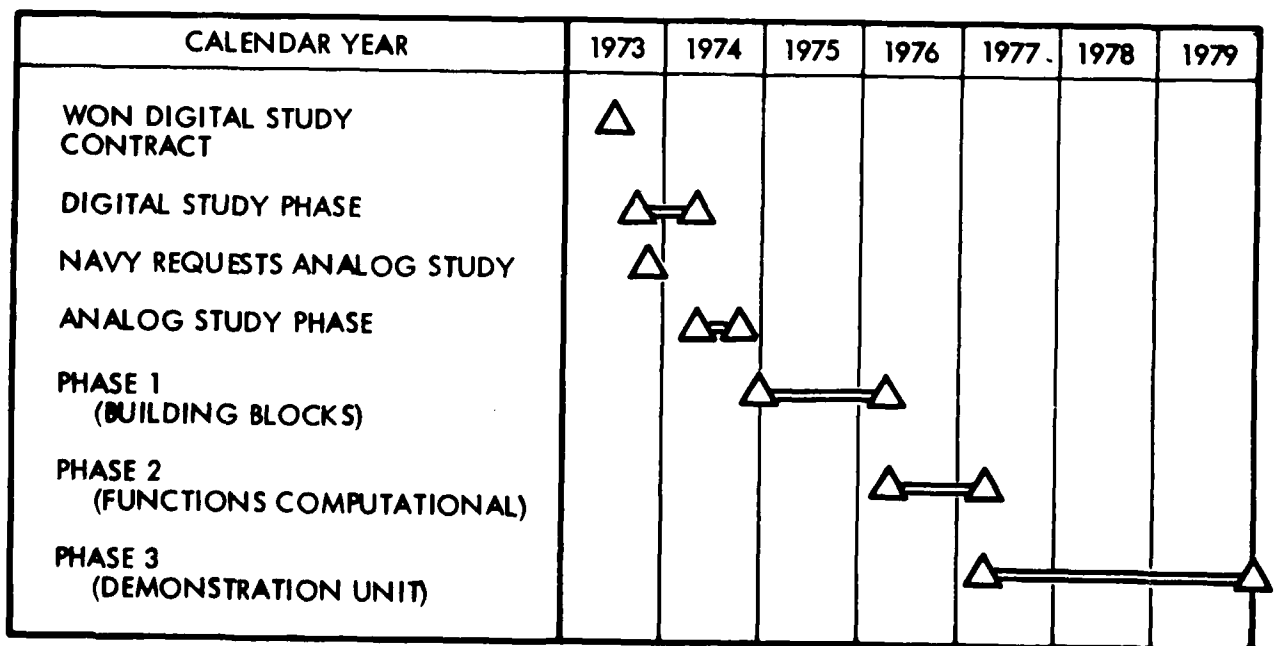 CALENDAR YEAR 1973 1974 1975 1976 1977 1978 1979
WON DIGITAL STUDY
CONTRACT
DIGITAL STUDY PHASE
NAVY REQUESTS ANALOG STUDY
ANALOG STUDY PHASE
PHASE 1
(BUILDING BLOCKS)
PHASE 2
(FUNCTIONS COMPUTATIONAL)
PHASE 3
(DEMONSTRATION UNIT)